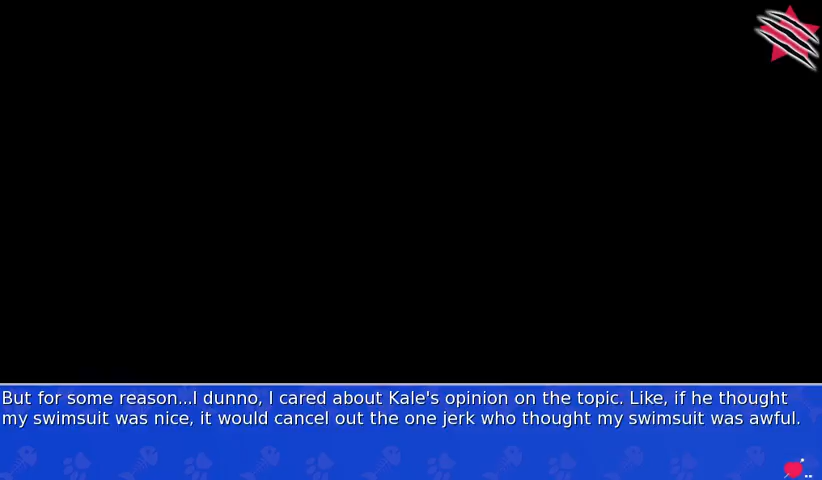 But for some reason...I dunno, I cared about Kale's opinion on the topic. Like, if he thought
my swimsuit was nice, it would cancel out the one jerk who thought my swimsuit was awful.